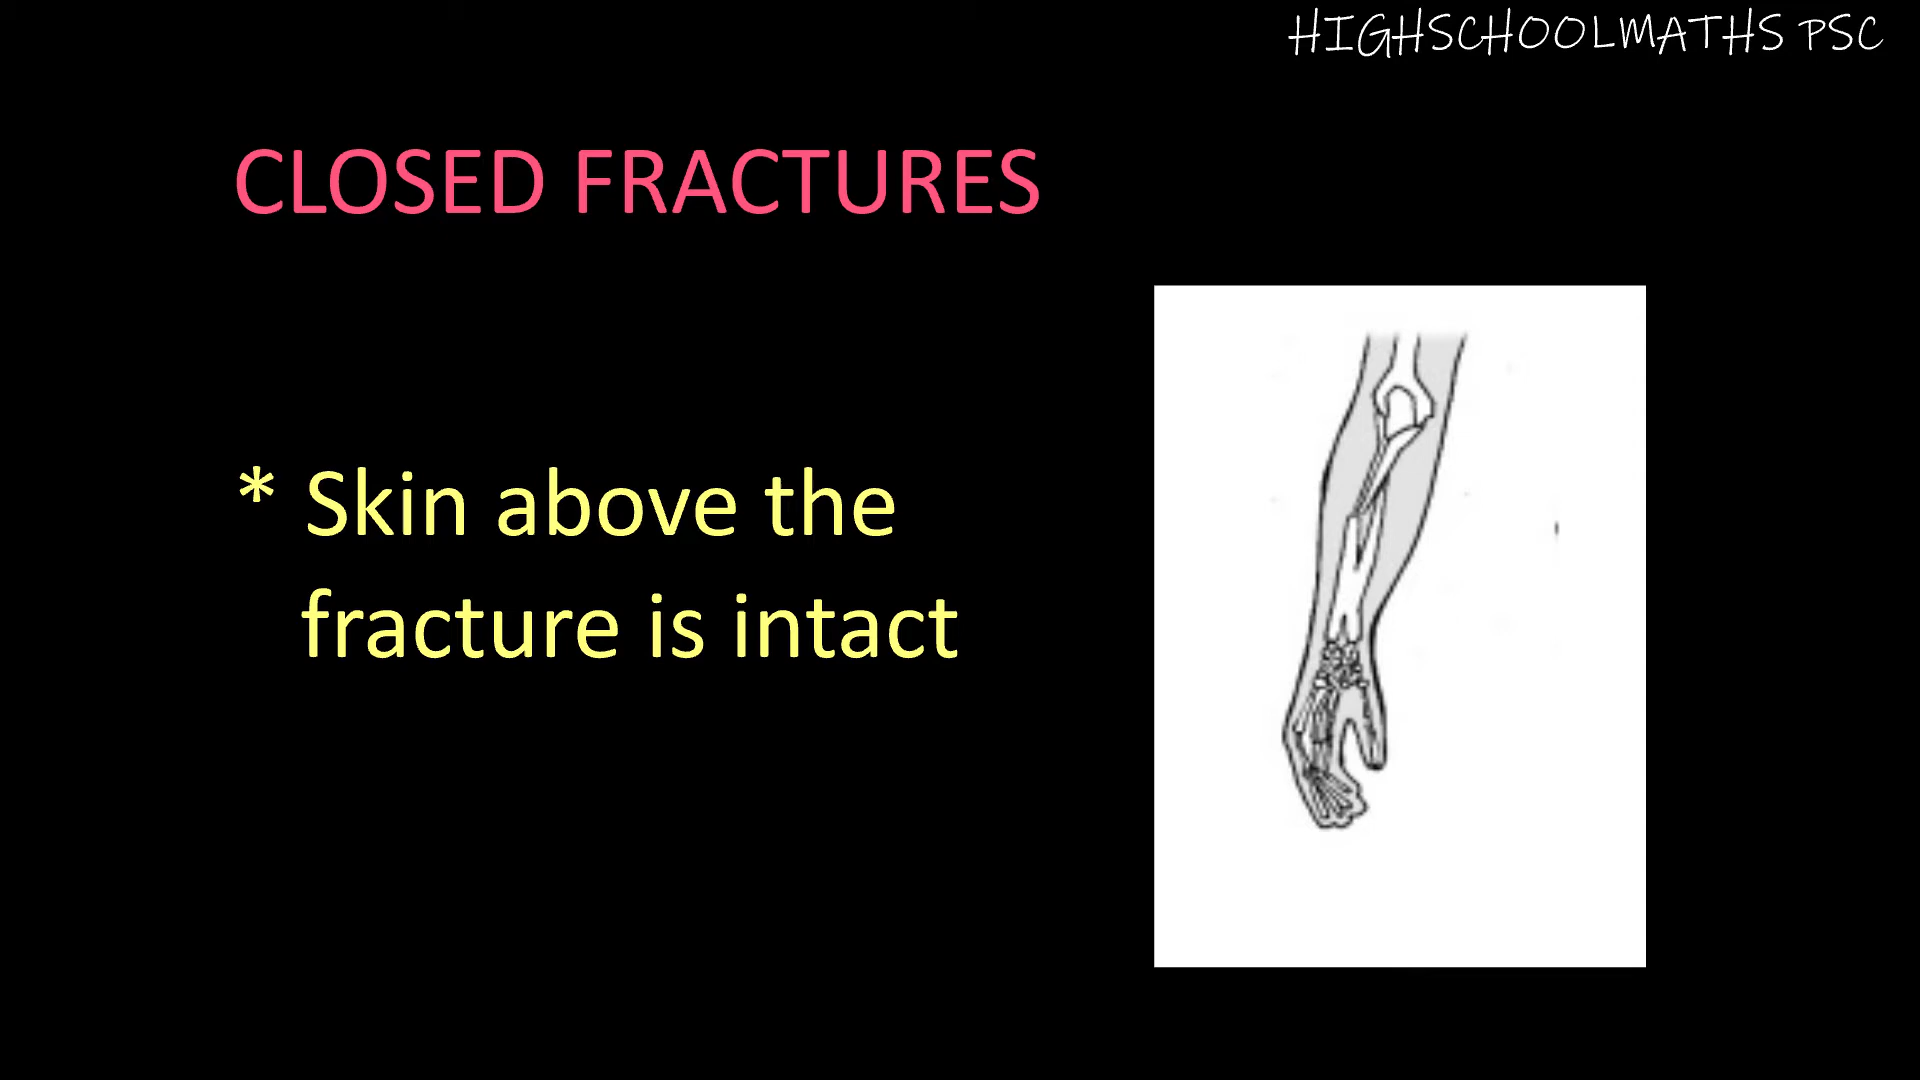 HIGHSCHOOLMATHS PSC
CLOSED FRACTURES
* Skin above the
fracture is intact